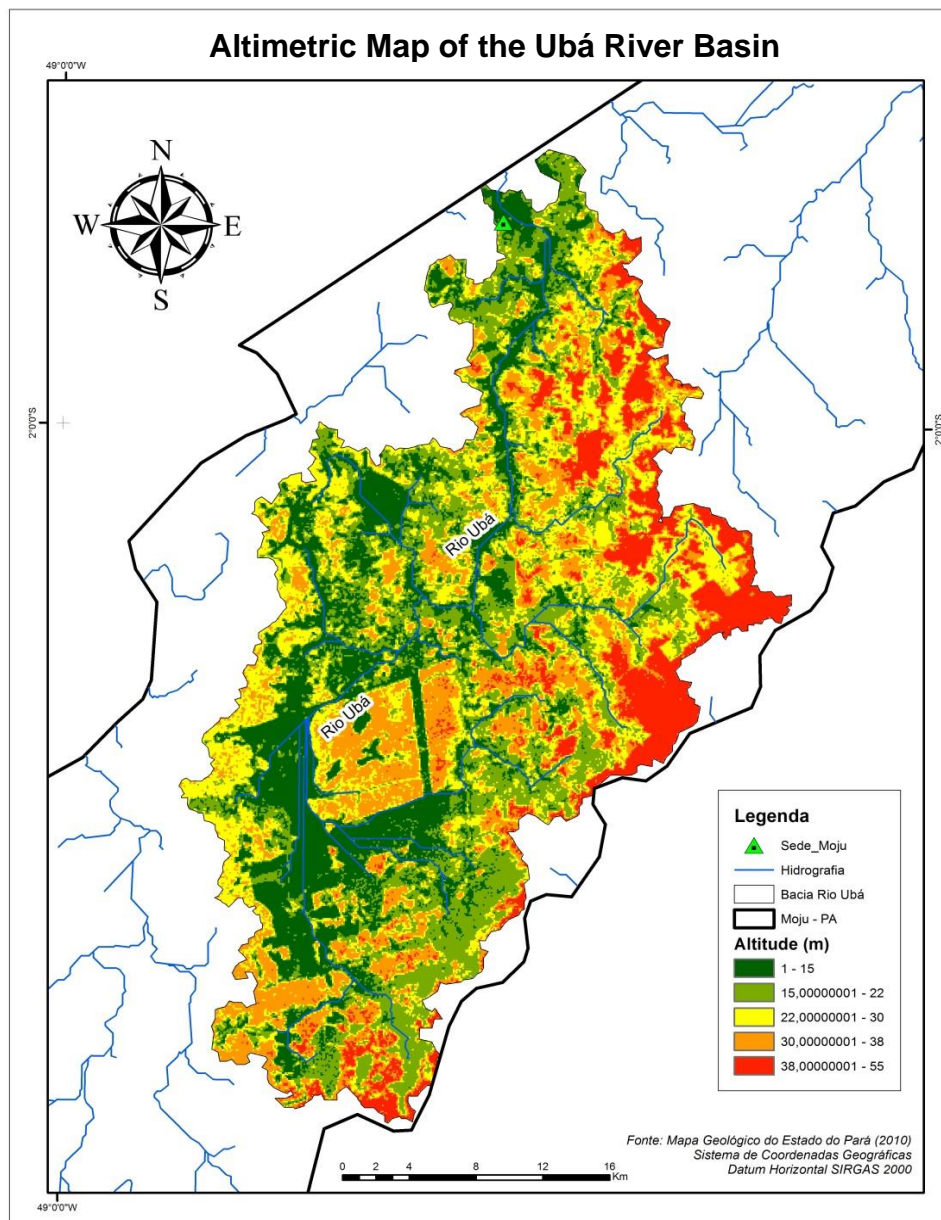 Altimetric Map of the Ubá River Basin
49°0'0"W
N
W
E
S
2°0'0"S
2°0'0"S
Rio Ubá
Rio Ubá
Legenda
Sede_Moju
Hidrografia
Bacia Rio Ubá
Moju - PA
Altitude (m)
1 - 15
15,00000001 - 22
22,00000001 - 30
30,00000001 - 38
38,00000001 - 55
Fonte: Mapa Geológico do Estado do Pará (2010)
Sistema de Coordenadas Geográficas
Datum Horizontal SIRGAS 2000
0 2 4 8 12 16
Km
49°0'0"W